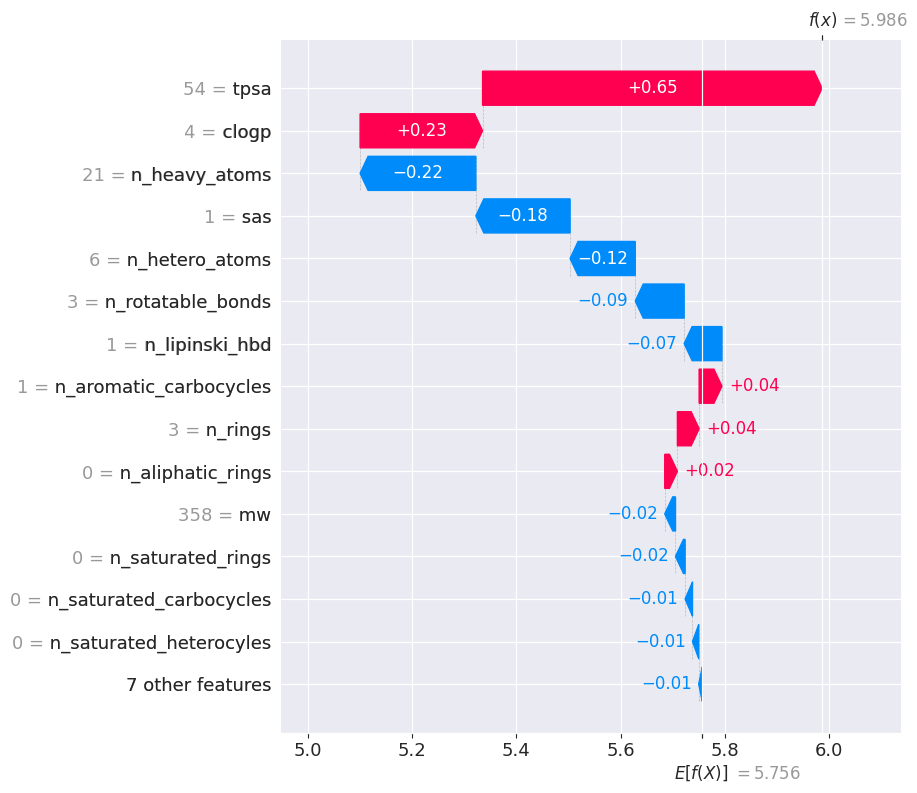 f(x) = 5.986
54 = tpsa
+0.65
4 = clogp
+0.23
21 = n_heavy_atoms
−0.22
1 = sas
−0.18
6 = n_hetero_atoms
−0.12
3 = n_rotatable_bonds
−0.09
1 = n_lipinski_hbd
−0.07
1 = n_aromatic_carbocycles
+0.04
3 = n_rings
+0.04
0 = n_aliphatic_rings
+0.02
358 = mw
−0.02
0 = n_saturated_rings
−0.02
0 = n_saturated_carbocycles
−0.01
0 = n_saturated_heterocyles
−0.01
7 other features
−0.01
5.0 5.2 5.4 5.6 5.8 6.0
E[f(X)] = 5.756